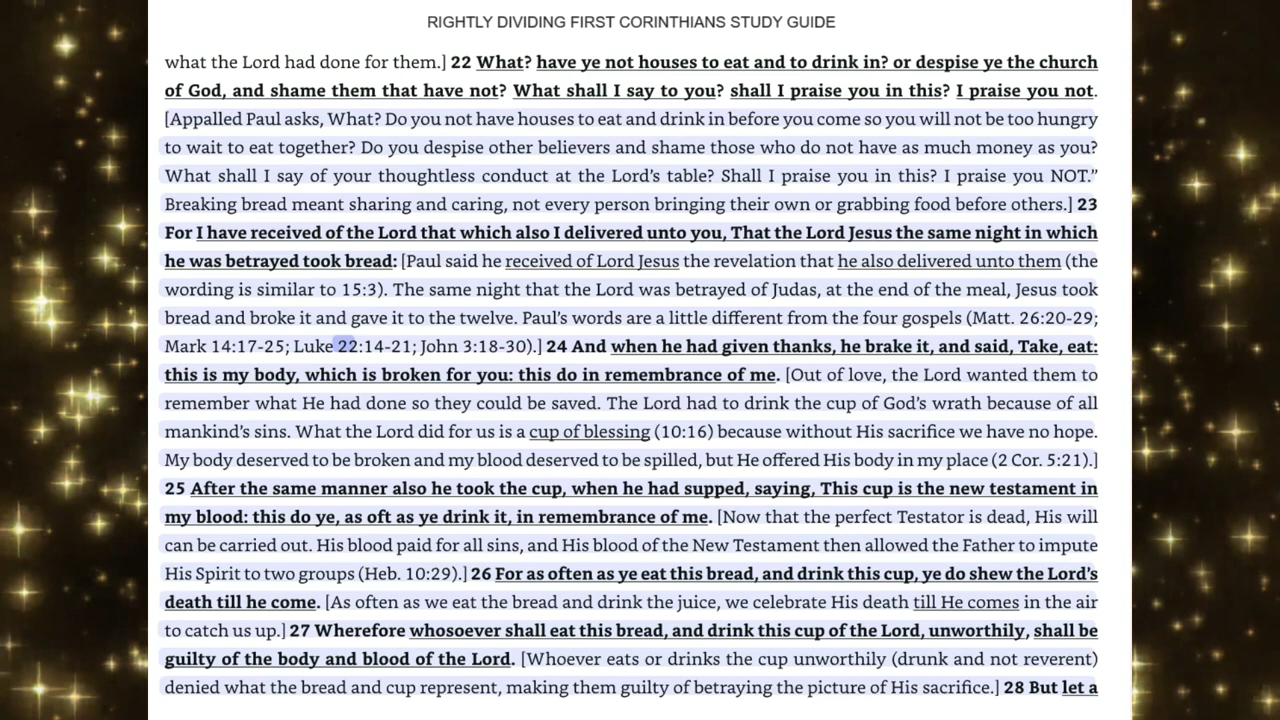 RIGHTLY DIVIDING FIRST CORINTHIANS STUDY GUIDE
what the Lord had done for them.] 22 What? have ye not houses to eat and to drink in? or despise ye the church
of God, and shame them that have not? What shall I say to you? shall I praise you in this? I praise you not.
[Appalled Paul asks, What? Do you not have houses to eat and drink in before you come so you will not be too hungry
to wait to eat together? Do you despise other believers and shame those who do not have as much money as you?
What shall I say of your thoughtless conduct at the Lord's table? Shall I praise you in this? I praise you NOT.”
Breaking bread meant sharing and caring, not every person bringing their own or grabbing food before others.] 23
For I have received of the Lord that which also I delivered unto you, That the Lord Jesus the same night in which
he was betrayed took bread: [Paul said he received of Lord Jesus the revelation that he also delivered unto them (the
wording is similar to 15:3). The same night that the Lord was betrayed of Judas, at the end of the meal, Jesus took
bread and broke it and gave it to the twelve. Paul's words are a little different from the four gospels (Matt. 26:20-29;
Mark 14:17-25; Luke 22:14-21; John 3:18-30).] 24 And when he had given thanks, he brake it, and said, Take, eat:
this is my body, which is broken for you: this do in remembrance of me. [Out of love, the Lord wanted them to
remember what He had done so they could be saved. The Lord had to drink the cup of God's wrath because of all
mankind's sins. What the Lord did for us is a cup of blessing (10:16) because without His sacrifice we have no hope.
My body deserved to be broken and my blood deserved to be spilled, but He offered His body in my place (2 Cor. 5:21).]
25 After the same manner also he took the cup, when he had supped, saying, This cup is the new testament in
my blood: this do ye, as oft as ye drink it, in remembrance of me. [Now that the perfect Testator is dead, His will
can be carried out. His blood paid for all sins, and His blood of the New Testament then allowed the Father to impute
His Spirit to two groups (Heb. 10:29).] 26 For as often as ye eat this bread, and drink this cup, ye do shew the Lord's
death till he come. [As often as we eat the bread and drink the juice, we celebrate His death till He comes in the air
to catch us up.] 27 Wherefore whosoever shall eat this bread, and drink this cup of the Lord, unworthily, shall be
guilty of the body and blood of the Lord. [Whoever eats or drinks the cup unworthily (drunk and not reverent)
denied what the bread and cup represent, making them guilty of betraying the picture of His sacrifice.] 28 But let a